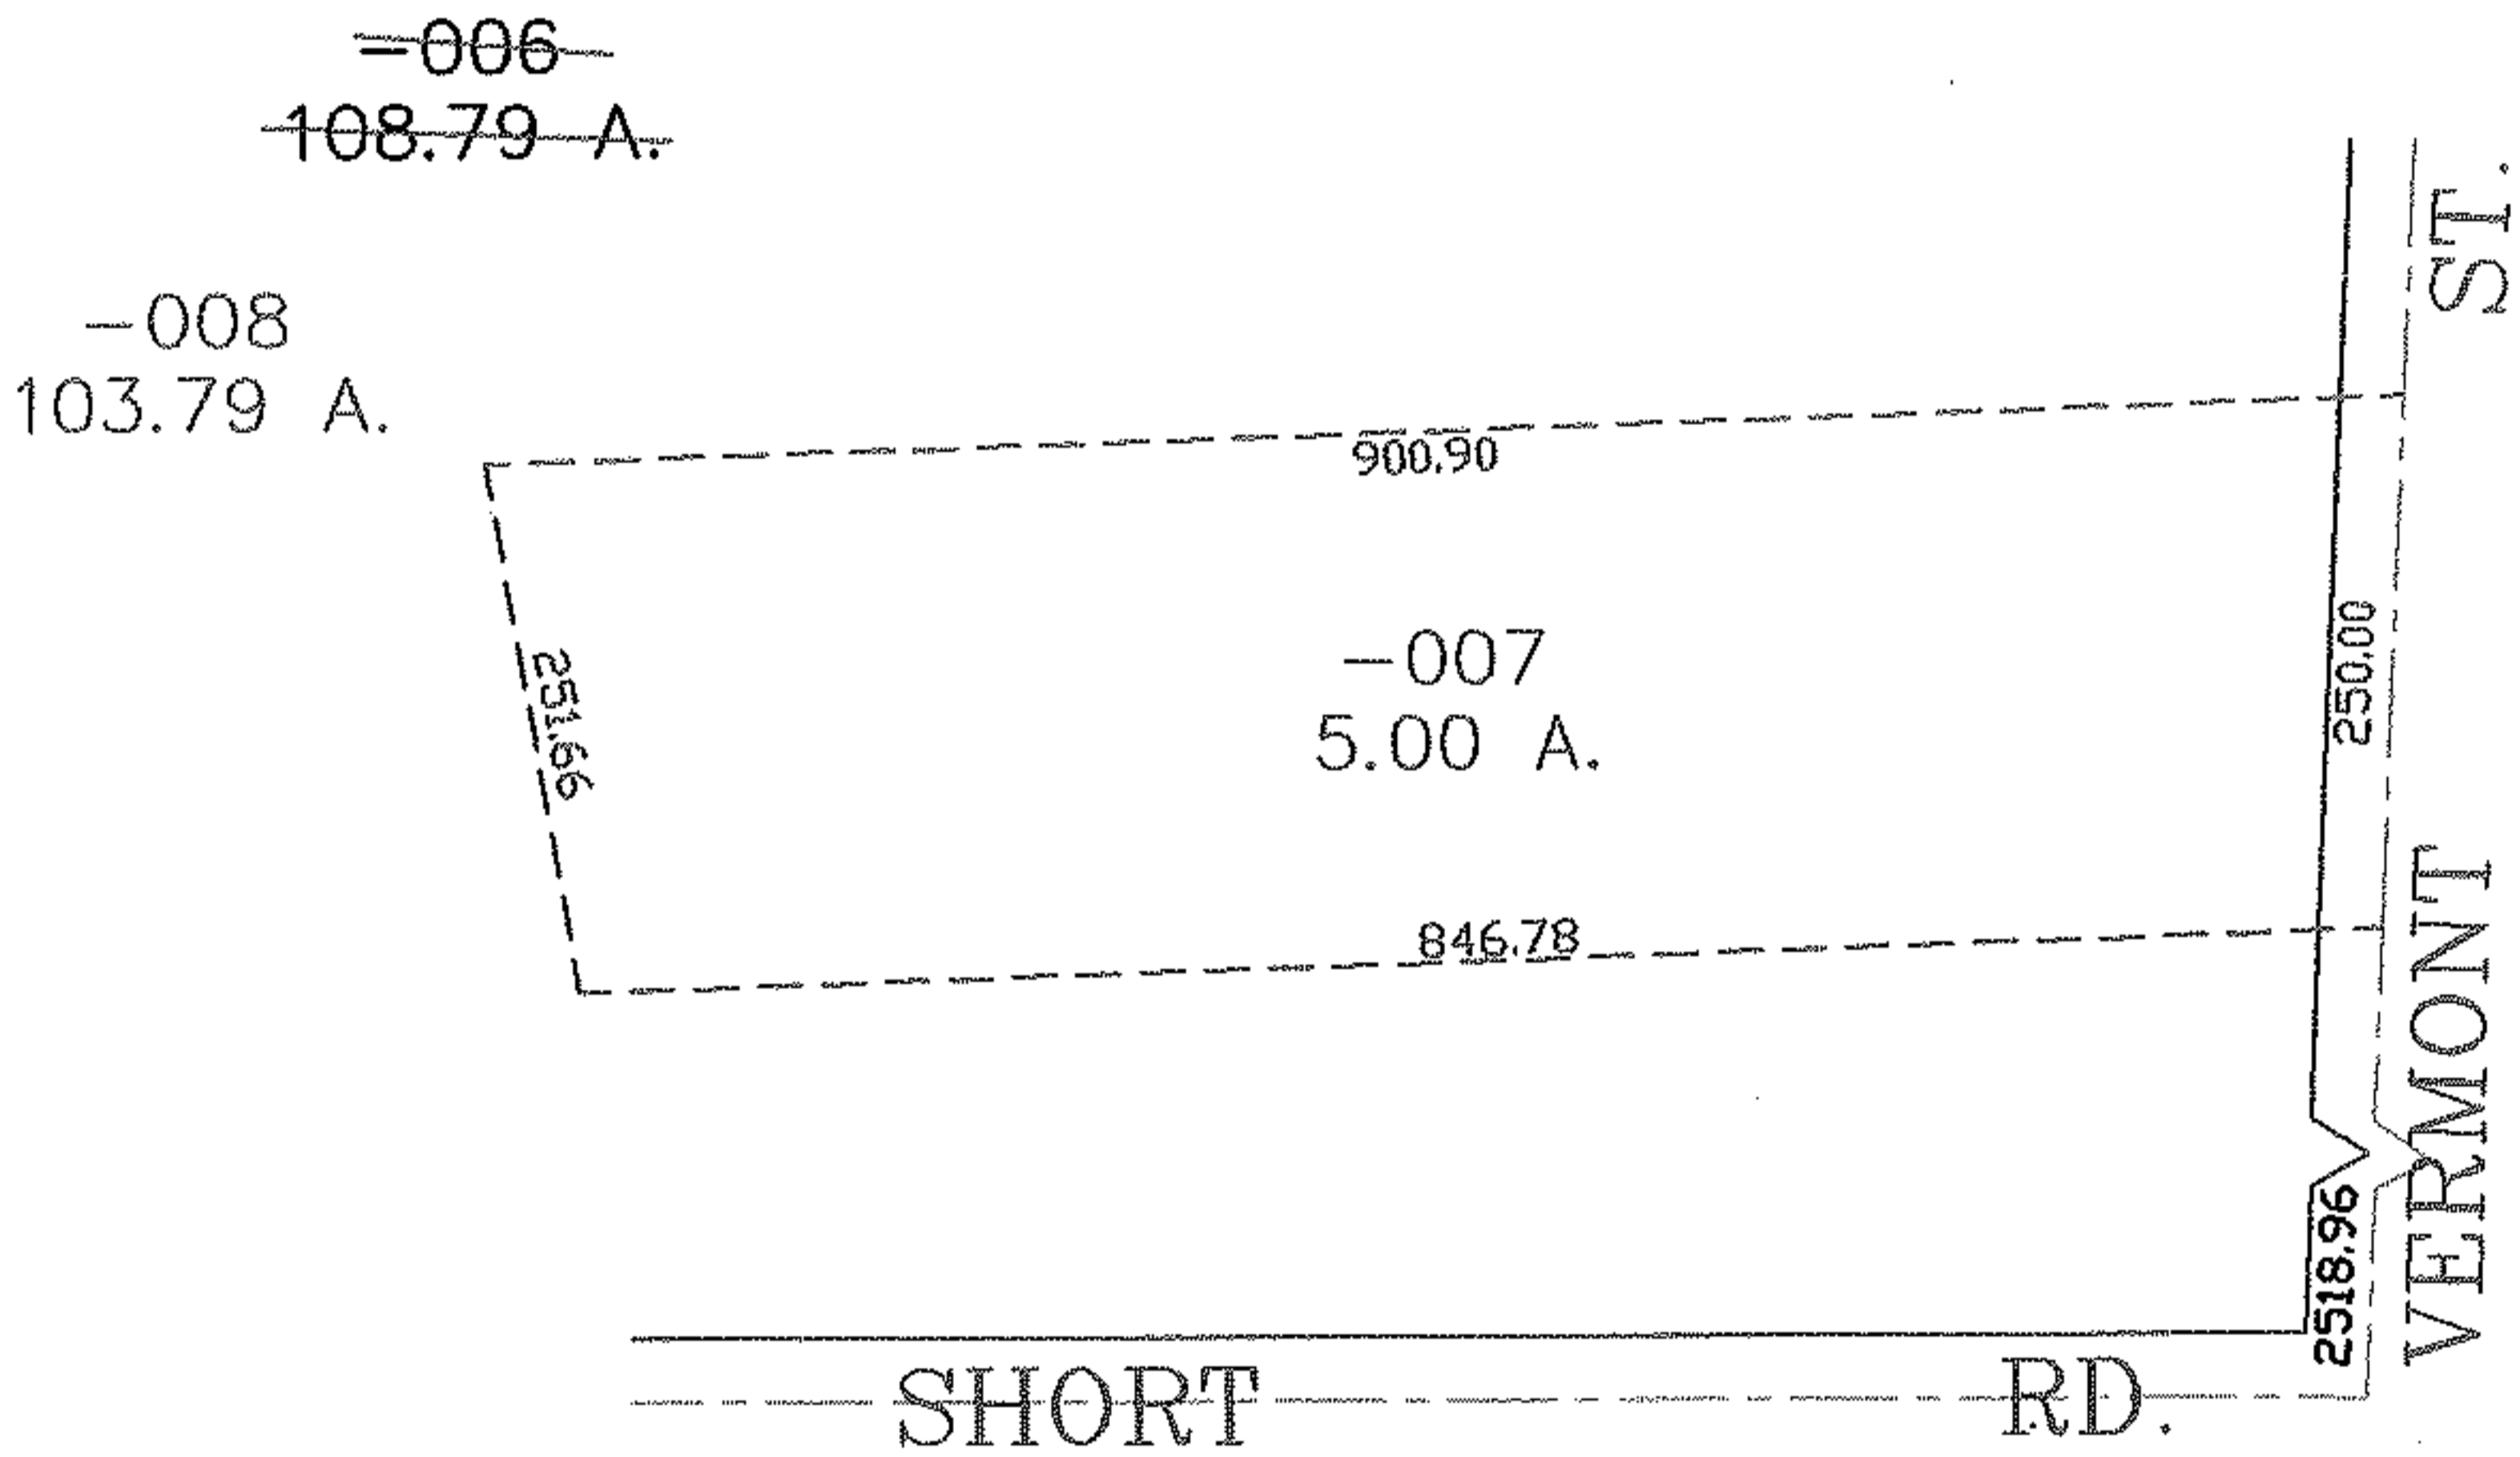 -006
108.79 A.
-008
103.79 A.
900.90
251.66
-007
5.00 A.
250.00
846.78
VERMONT ST.
2518.96
SHORT RD.